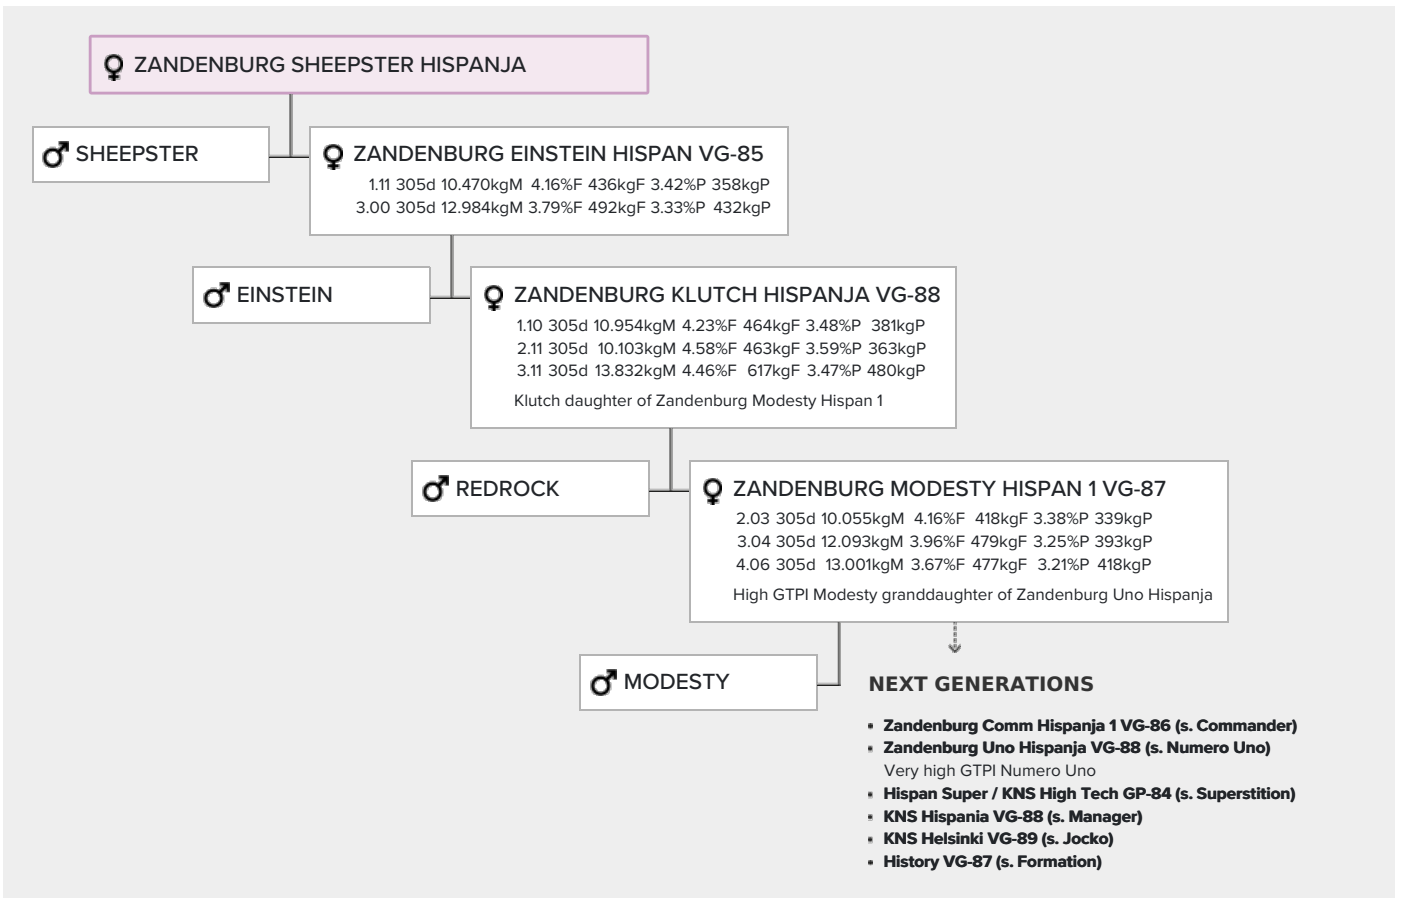 ZANDENBURG SHEEPSTER HISPANJA
SHEEPSTER
ZANDENBURG EINSTEIN HISPAN VG-85
1.11 305d 10.470kgM 4.16%F 436kgF 3.42%P 358kgP
3.00 305d 12.984kgM 3.79%F 492kgF 3.33%P 432kgP
EINSTEIN
ZANDENBURG KLUTCH HISPANJA VG-88
1.10 305d 10.954kgM 4.23%F 464kgF 3.48%P 381kgP
2.11 305d 10.103kgM 4.58%F 463kgF 3.59%P 363kgP
3.11 305d 13.832kgM 4.46%F 617kgF 3.47%P 480kgP
Klutch daughter of Zandenburg Modesty Hispan 1
REDROCK
ZANDENBURG MODESTY HISPAN 1 VG-87
2.03 305d 10.055kgM 4.16%F 418kgF 3.38%P 339kgP
3.04 305d 12.093kgM 3.96%F 479kgF 3.25%P 393kgP
4.06 305d 13.001kgM 3.67%F 477kgF 3.21%P 418kgP
High GTPI Modesty granddaughter of Zandenburg Uno Hispanja
MODESTY
NEXT GENERATIONS
Zandenburg Comm Hispanja 1 VG-86 (s. Commander)
Zandenburg Uno Hispanja VG-88 (s. Numero Uno)
Very high GTPI Numero Uno
Hispan Super / KNS High Tech GP-84 (s. Superstition)
KNS Hispania VG-88 (s. Manager)
KNS Helsinki VG-89 (s. Jocko)
History VG-87 (s. Formation)